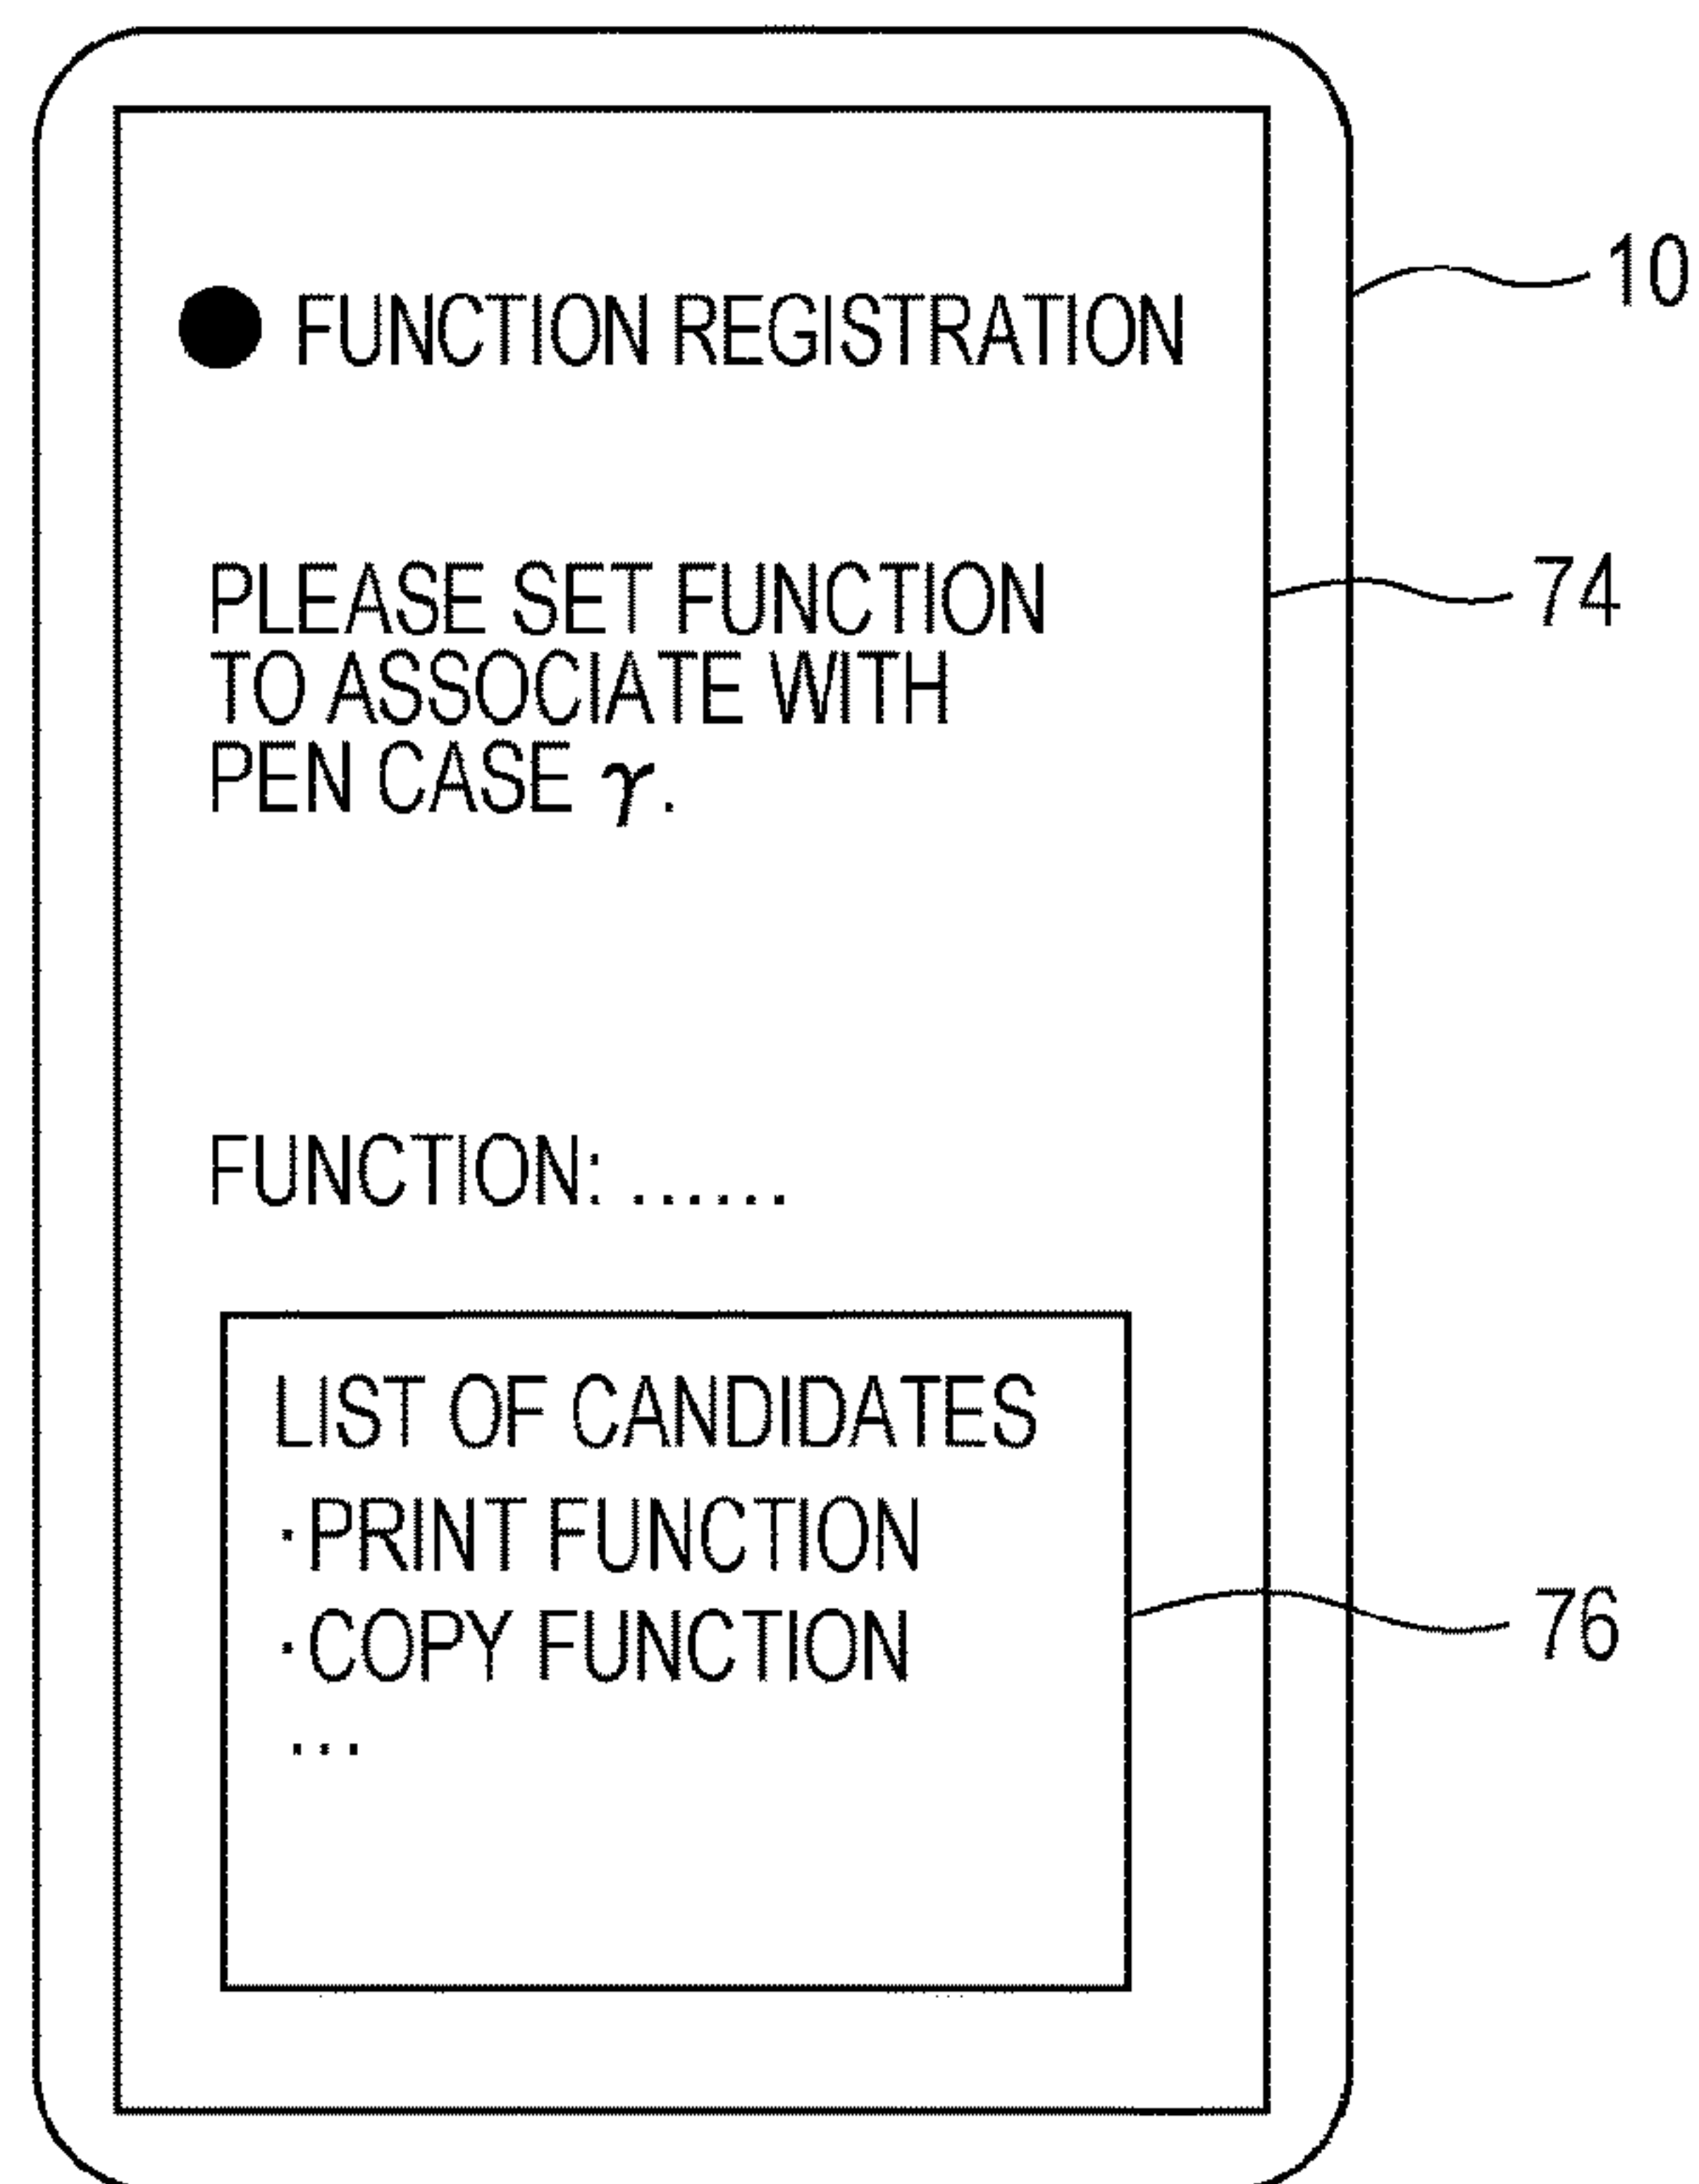 ● FUNCTION REGISTRATION
10
PLEASE SET FUNCTION
TO ASSOCIATE WITH
PEN CASE γ.
74
FUNCTION: ......
LIST OF CANDIDATES
·PRINT FUNCTION
·COPY FUNCTION
...
76